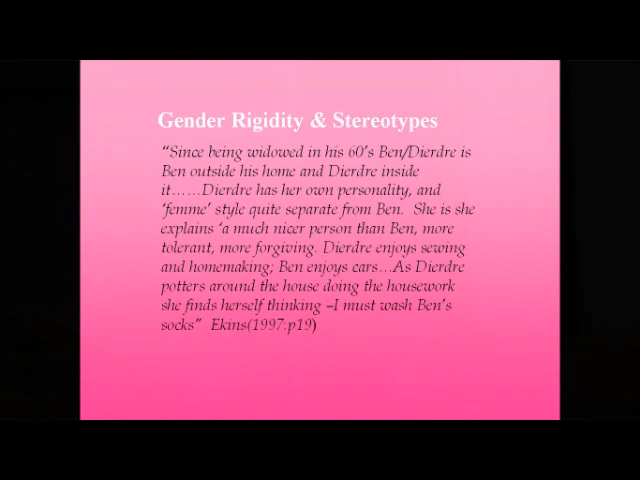 Gender Rigidity & Stereotypes
“Since being widowed in his 60’s Ben/Dierdre is
Ben outside his home and Dierdre inside
it……Dierdre has her own personality, and
‘femme’ style quite separate from Ben.  She is she
explains ‘a much nicer person than Ben, more
tolerant, more forgiving. Dierdre enjoys sewing
and homemaking; Ben enjoys cars…As Dierdre
potters around the house doing the housework
she finds herself thinking –I must wash Ben’s
socks”  Ekins(1997:p19)